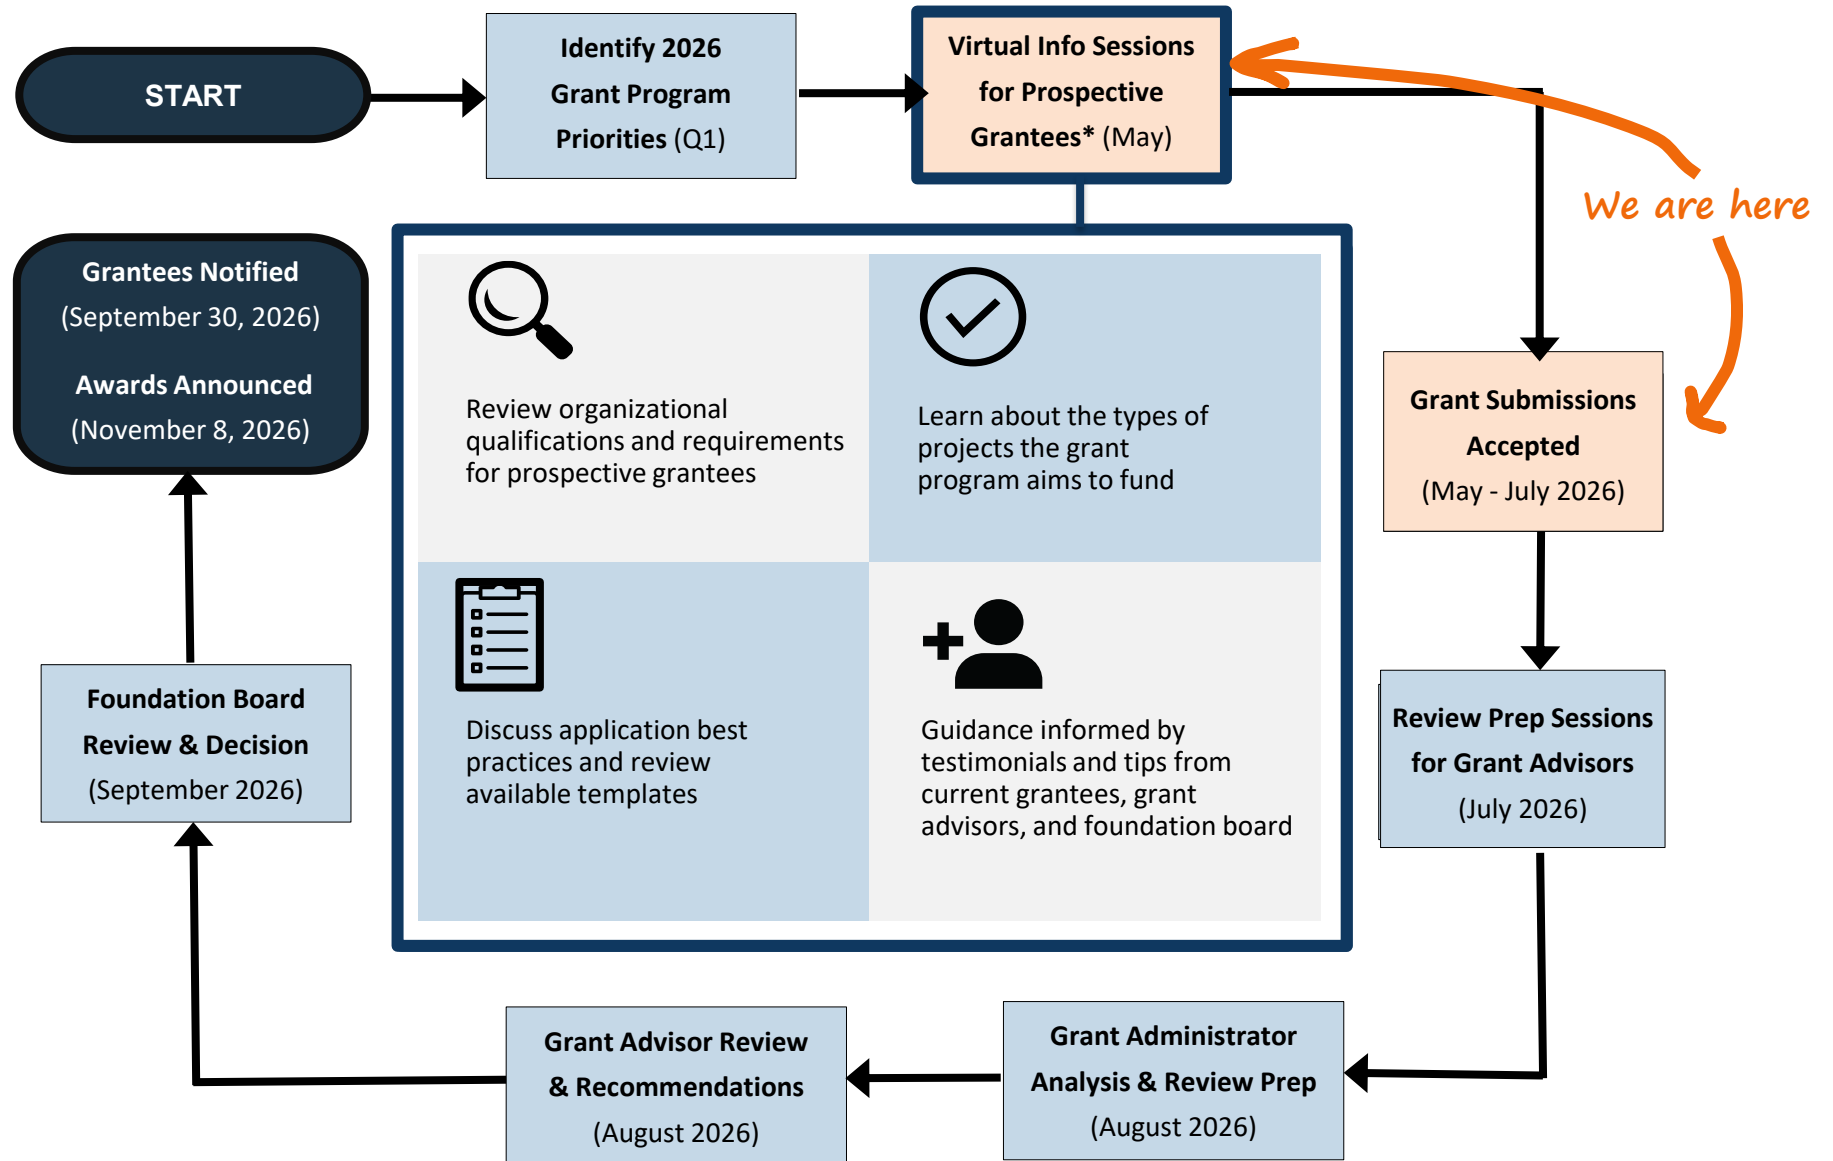 START
Identify 2026
Grant Program
Priorities (Q1)
Virtual Info Sessions
for Prospective
Grantees* (May)
We are here
Grant Submissions
Accepted
(May - July 2026)
Review Prep Sessions
for Grant Advisors
(July 2026)
Grant Administrator
Analysis & Review Prep
(August 2026)
Grant Advisor Review
& Recommendations
(August 2026)
Foundation Board
Review & Decision
(September 2026)
Grantees Notified
(September 30, 2026)
Awards Announced
(November 8, 2026)
Review organizational
qualifications and requirements
for prospective grantees
Learn about the types of
projects the grant
program aims to fund
Discuss application best
practices and review
available templates
Guidance informed by
testimonials and tips from
current grantees, grant
advisors, and foundation board